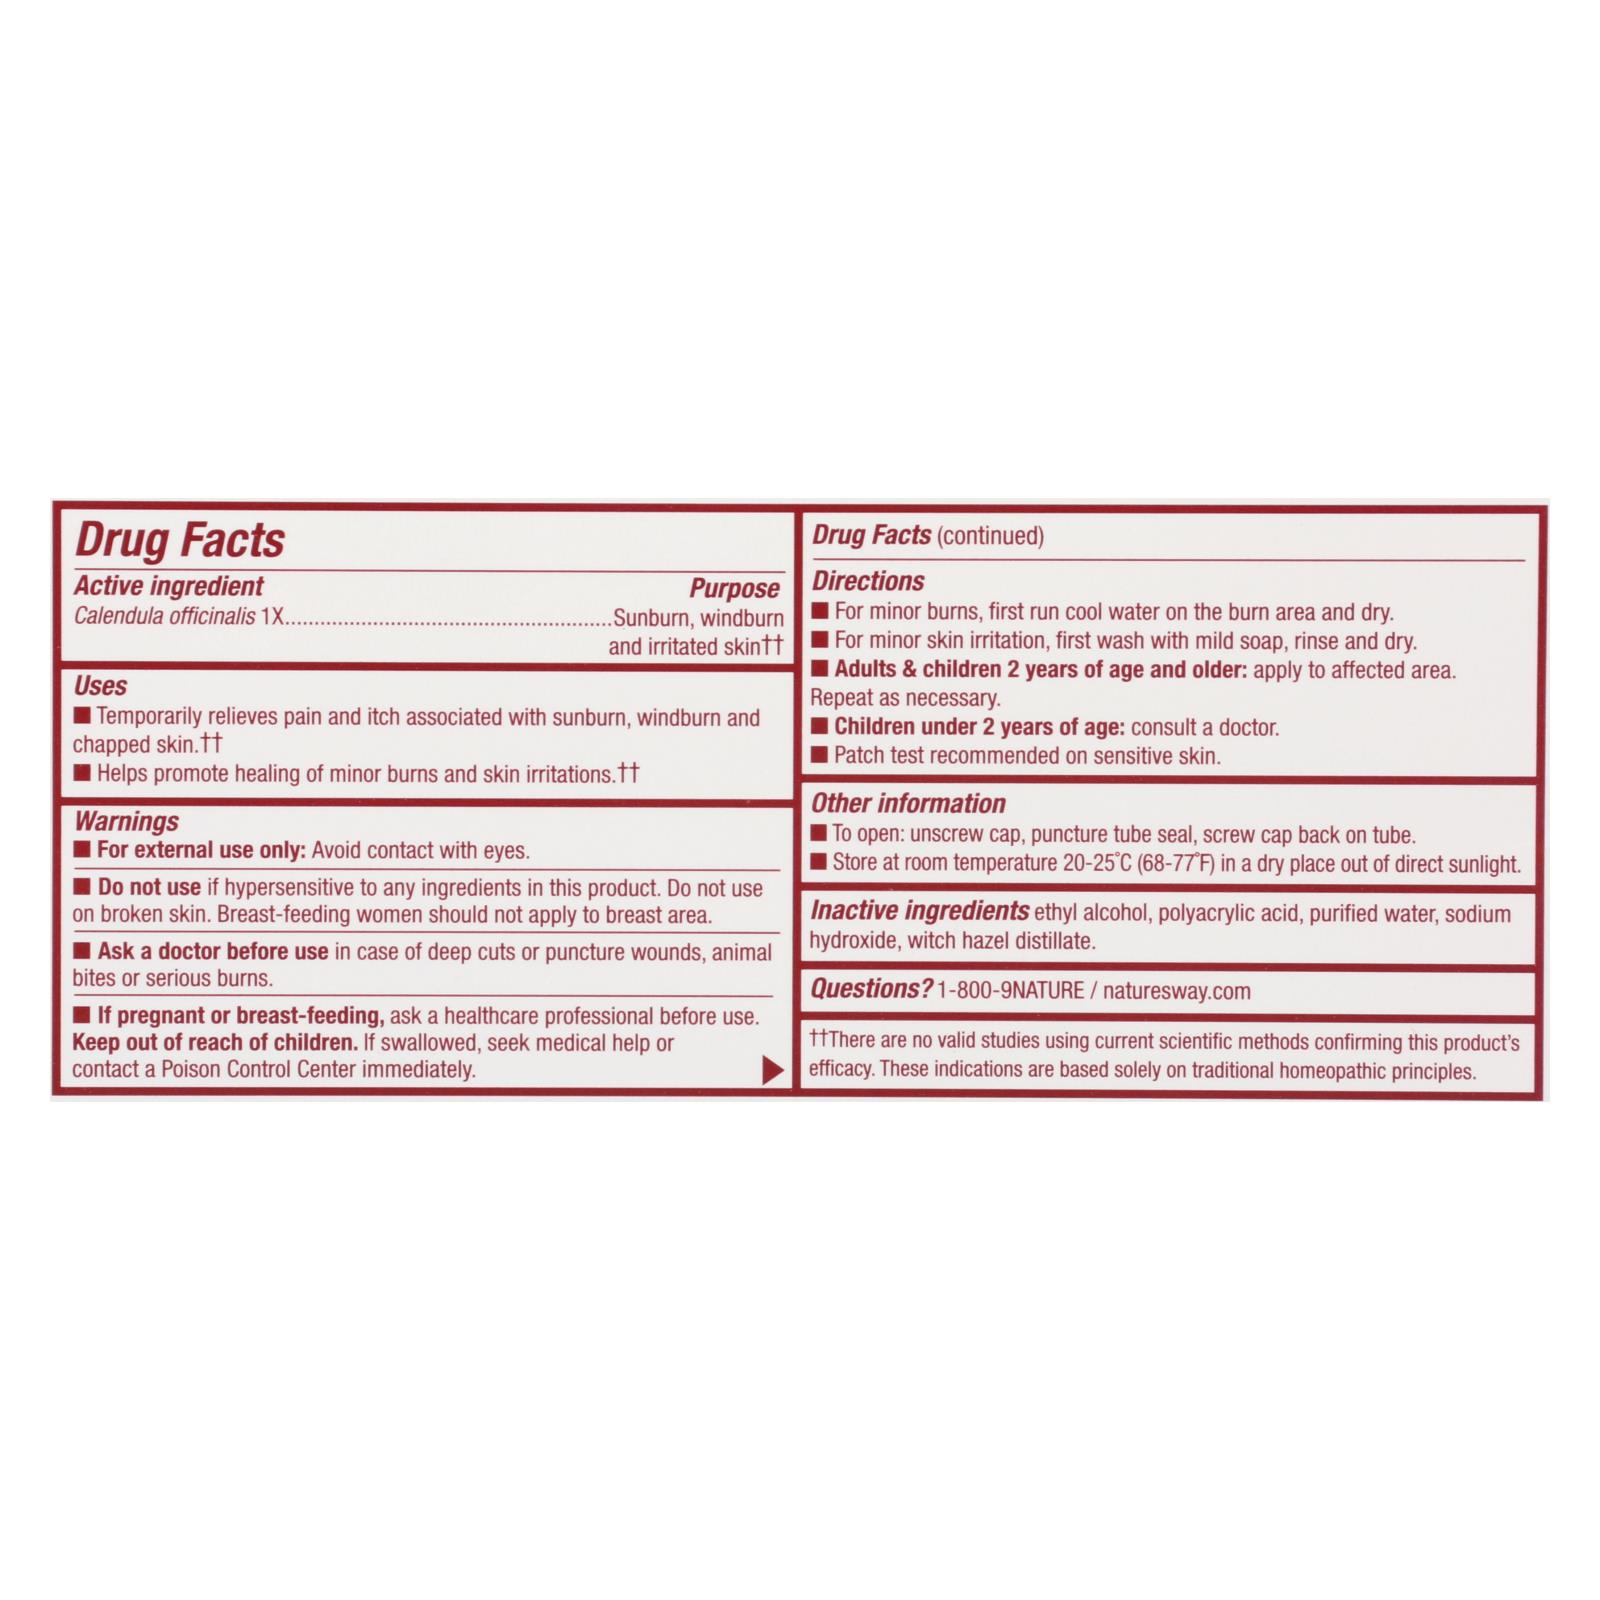 Drug Facts
Active ingredient Purpose
Calendula officinalis 1X....................................................Sunburn, windburn
and irritated skin††
Uses
■ Temporarily relieves pain and itch associated with sunburn, windburn and
chapped skin.††
■ Helps promote healing of minor burns and skin irritations.††
Warnings
■ For external use only: Avoid contact with eyes.
■ Do not use if hypersensitive to any ingredients in this product. Do not use
on broken skin. Breast-feeding women should not apply to breast area.
■ Ask a doctor before use in case of deep cuts or puncture wounds, animal
bites or serious burns.
■ If pregnant or breast-feeding, ask a healthcare professional before use.
Keep out of reach of children. If swallowed, seek medical help or
contact a Poison Control Center immediately.
Drug Facts (continued)
Directions
■ For minor burns, first run cool water on the burn area and dry.
■ For minor skin irritation, first wash with mild soap, rinse and dry.
■ Adults & children 2 years of age and older: apply to affected area.
Repeat as necessary.
■ Children under 2 years of age: consult a doctor.
■ Patch test recommended on sensitive skin.
Other information
■ To open: unscrew cap, puncture tube seal, screw cap back on tube.
■ Store at room temperature 20-25°C (68-77°F) in a dry place out of direct sunlight.
Inactive ingredients ethyl alcohol, polyacrylic acid, purified water, sodium
hydroxide, witch hazel distillate.
Questions? 1-800-9NATURE / naturesway.com
††There are no valid studies using current scientific methods confirming this product's
efficacy. These indications are based solely on traditional homeopathic principles.